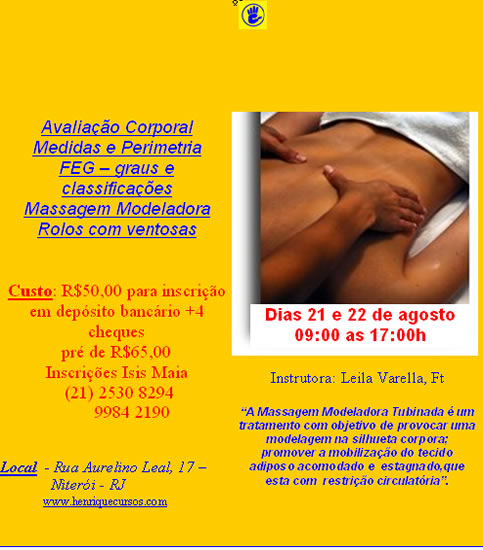 Avaliação Corporal
Medidas e Perimetria
FEG – graus e
classificações
Massagem Modeladora
Rolos com ventosas
Custo: R$50,00 para inscrição
em depósito bancário +4
cheques
pré de R$65,00
Inscrições Isis Maia
(21) 2530 8294
9984 2190
Local - Rua Aurelino Leal, 17 –
Niterói - RJ
www.henriquecursos.com
Dias 21 e 22 de agosto
09:00 as 17:00h
Instrutora: Leila Varella, Ft
“A Massagem Modeladora Tubinada é um
tratamento com objetivo de provocar uma
modelagem na silhueta corpora;
promover a mobilização do tecido
adiposo acomodado e estagnado,que
esta com restrição circulatória”.